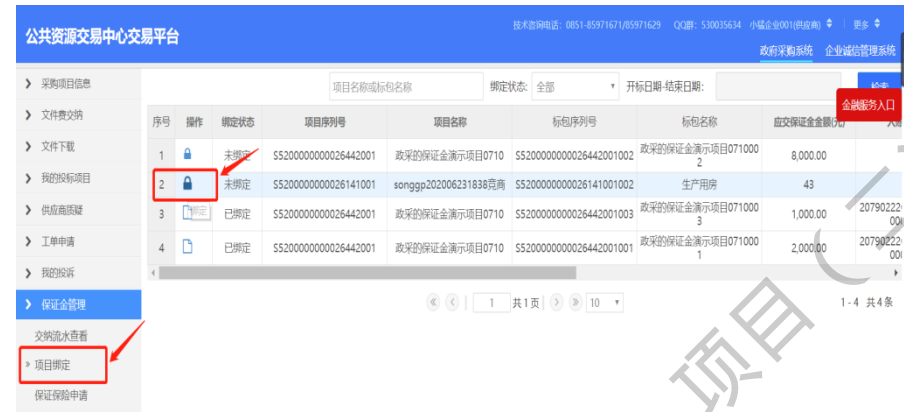 公共资源交易中心交易平台
技术咨询电话：0851-85971671/85971629 QQ群：530035634 小猛企业001(供应商) 更多
政府采购系统 企业诚信管理系统
采购项目信息
文件费交纳
文件下载
我的投标项目
供应商质疑
工单申请
我的投诉
保证金管理
交纳流水查看
» 项目绑定
保证保险申请
项目名称或标包名称 绑定状态: 全部 开标日期-结束日期:
金融服务入口
序号 操作 绑定状态 项目序列号 项目名称 标包序列号 标包名称 应交保证金金额(元)
1 未绑定 S5200000000026442001 政采的保证金演示项目0710 S5200000000026442001002 政采的保证金演示项目071000
2
8,000.00
2 未绑定 S5200000000026141001 songgp202006231838竞商 S5200000000026141001002 生产用房 43
3 绑定 已绑定 S5200000000026442001 政采的保证金演示项目0710 S5200000000026442001003 政采的保证金演示项目071000
3
1,000.00 20790222
4 已绑定 S5200000000026442001 政采的保证金演示项目0710 S5200000000026442001001 政采的保证金演示项目071000
1
2,000.00 20790222
1 共1页 10
1 - 4 共4条
项目（一